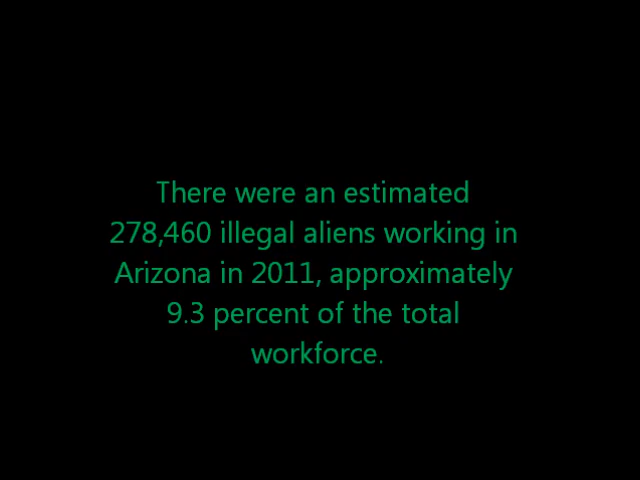 There were an estimated
278,460 illegal aliens working in
Arizona in 2011, approximately
9.3 percent of the total
workforce.